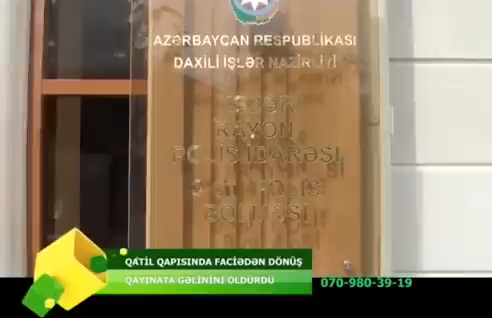 AZƏRBAYCAN RESPUBLİKASI
DAXİLİ İŞLƏR NAZİRLİYİ
RAYON
POLİS İDARƏSİ
POLİS
BÖLMƏSİ
QATİL QAPISINDA FACİƏDƏN DÖNÜŞ
QAYINATA GƏLİNİNİ ÖLDÜRDÜ
070-980-39-19